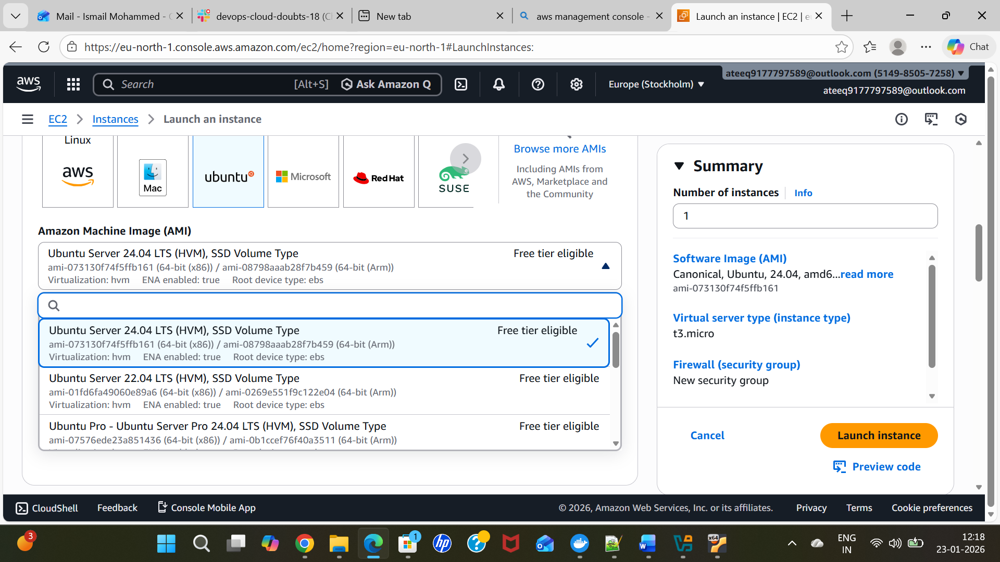 Mail - Ismail Mohammed - 
devops-cloud-doubts-18 (C
New tab
aws management console -
Launch an instance | EC2 | e
https://eu-north-1.console.aws.amazon.com/ec2/home?region=eu-north-1#LaunchInstances:
Chat
aws
Search
[Alt+S]
Ask Amazon Q
Europe (Stockholm)
ateeq9177797589@outlook.com (5149-8505-7258)
ateeq9177797589@outlook.com
EC2
Instances
Launch an instance
Linux
aws
Mac
ubuntu
Microsoft
Red Hat
SUSE
Browse more AMIs
Including AMIs from
AWS, Marketplace and
the Community
Amazon Machine Image (AMI)
Ubuntu Server 24.04 LTS (HVM), SSD Volume Type
Free tier eligible
ami-073130f74f5ffb161 (64-bit (x86)) / ami-08798aaab28f7b459 (64-bit (Arm))
Virtualization: hvm ENA enabled: true Root device type: ebs
Ubuntu Server 24.04 LTS (HVM), SSD Volume Type
Free tier eligible
ami-073130f74f5ffb161 (64-bit (x86)) / ami-08798aaab28f7b459 (64-bit (Arm))
Virtualization: hvm ENA enabled: true Root device type: ebs
Ubuntu Server 22.04 LTS (HVM), SSD Volume Type
Free tier eligible
ami-01fd6fa49060e89a6 (64-bit (x86)) / ami-0269e551f9c122e04 (64-bit (Arm))
Virtualization: hvm ENA enabled: true Root device type: ebs
Ubuntu Pro - Ubuntu Server Pro 24.04 LTS (HVM), SSD Volume Type
Free tier eligible
ami-07576ede23a851436 (64-bit (x86)) / ami-0b1ccef76f40a3511 (64-bit (Arm))
Summary
Number of instances
Info
1
Software Image (AMI)
Canonical, Ubuntu, 24.04, amd6...read more
ami-073130f74f5ffb161
Virtual server type (instance type)
t3.micro
Firewall (security group)
New security group
Cancel
Launch instance
Preview code
CloudShell
Feedback
Console Mobile App
© 2026, Amazon Web Services, Inc. or its affiliates.
Privacy
Terms
Cookie preferences
3
1
hp
X64
ENG
IN
12:18
23-01-2026